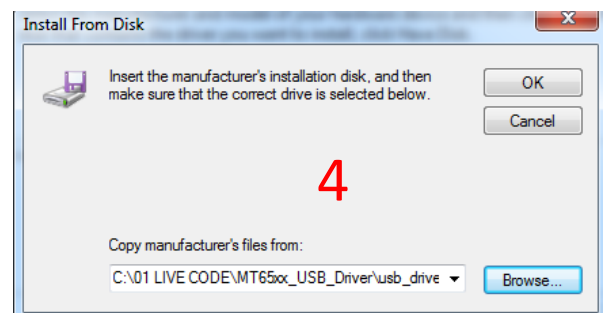 Install From Disk
Insert the manufacturer's installation disk, and then
make sure that the correct drive is selected below.
OK
Cancel
4
Copy manufacturer's files from:
C:\01 LIVE CODE\MT65xx_USB_Driver\usb_drive
Browse...